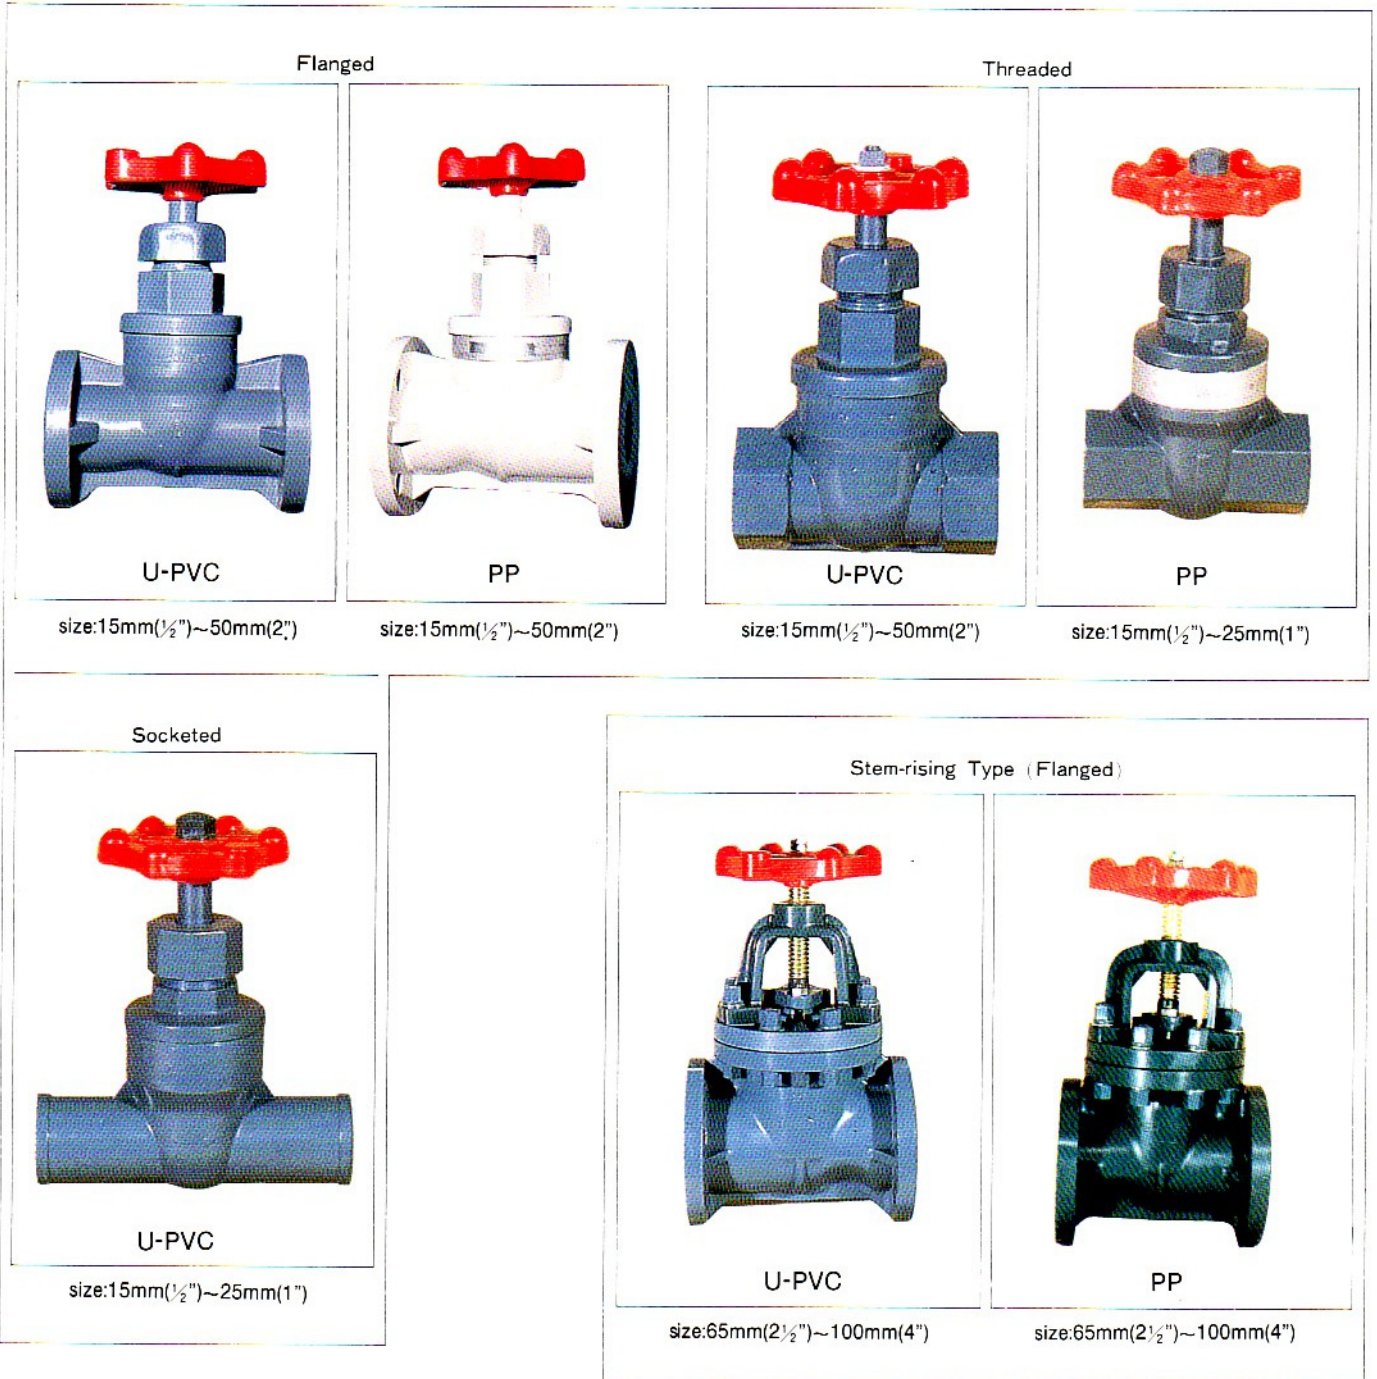 Flanged
Threaded
U-PVC
PP
U-PVC
PP
size:15mm(½")~50mm(2")
size:15mm(½")~50mm(2")
size:15mm(½")~50mm(2")
size:15mm(½")~25mm(1")
Socketed
Stem-rising Type (Flanged)
U-PVC
U-PVC
PP
size:15mm(½")~25mm(1")
size:65mm(2½")~100mm(4")
size:65mm(2½")~100mm(4")